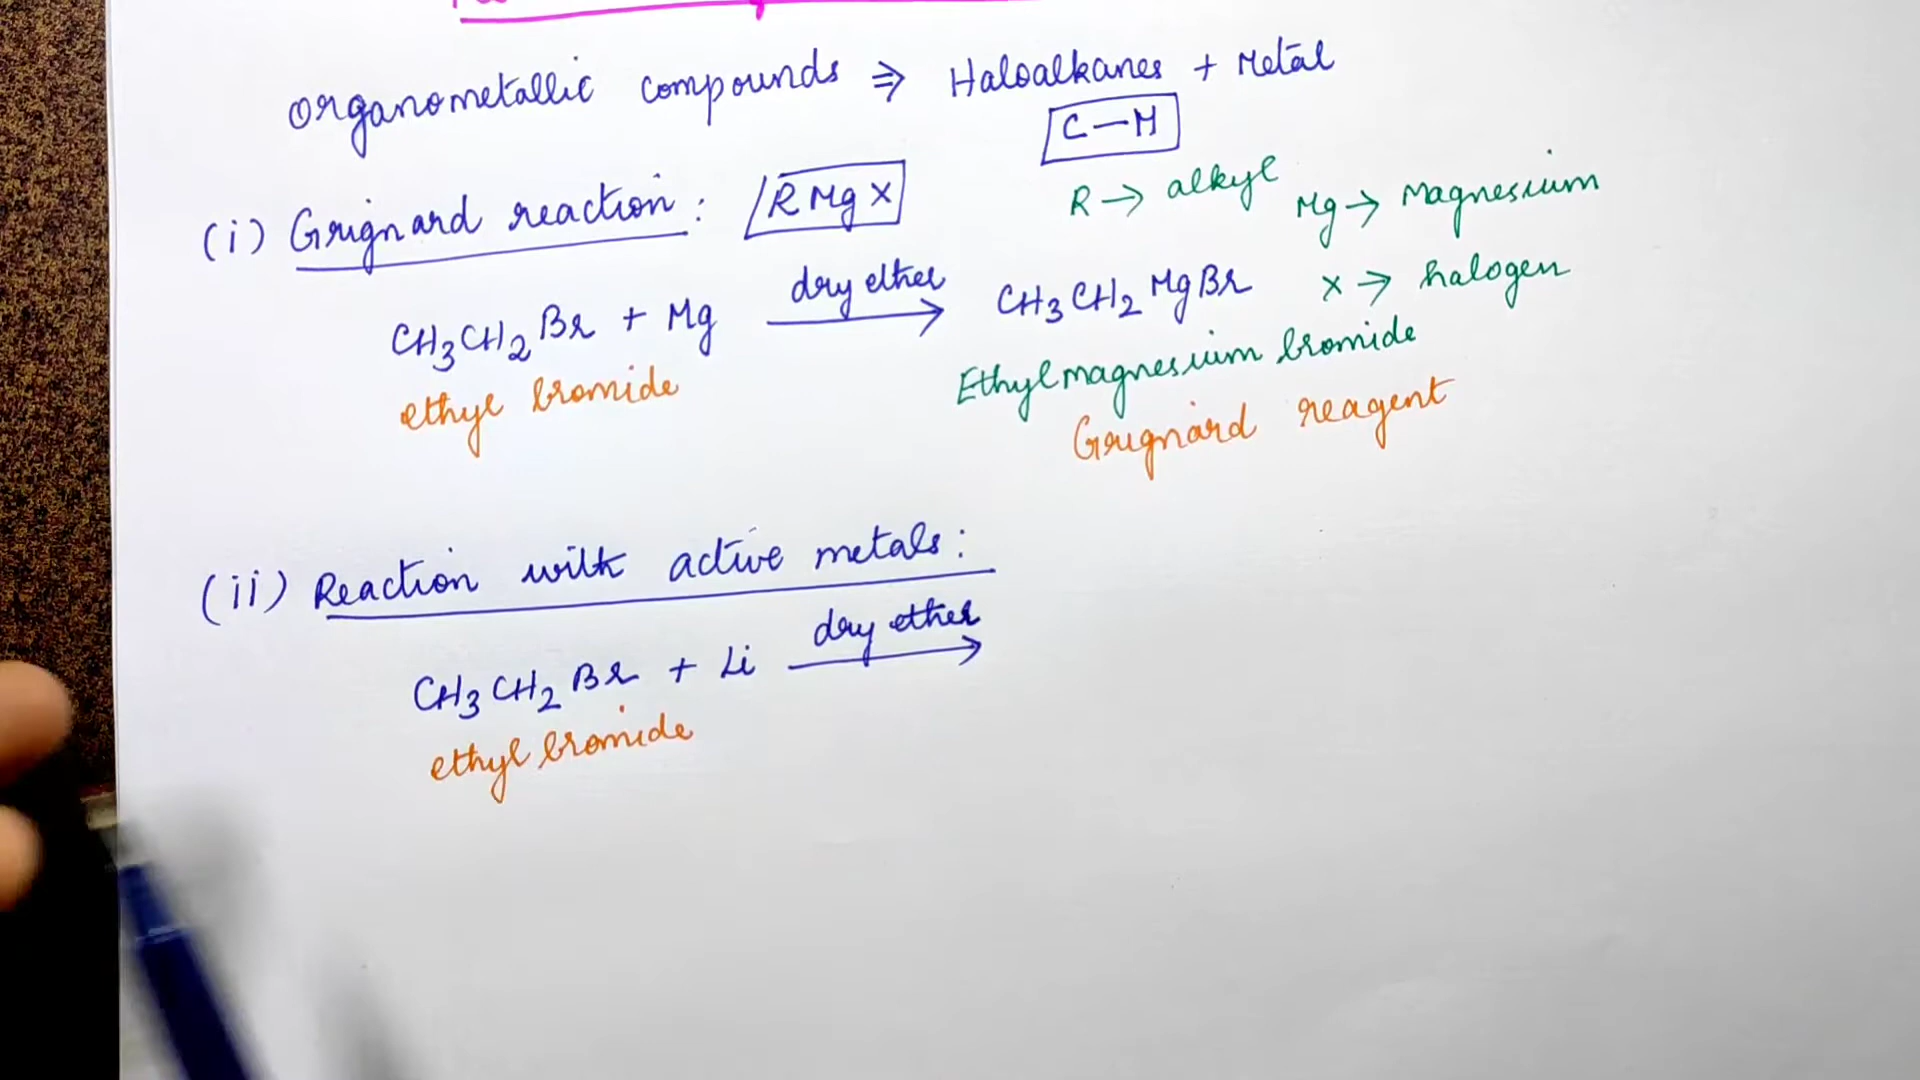 Organometallic compounds ⇒ Haloalkanes + Metal
C—M
(i) Grignard reaction: RMgX
R → alkyl Mg → Magnesium
CH3CH2Br + Mg dry ether → CH3CH2MgBr
X → halogen
ethyl bromide
Ethylmagnesium bromide
Grignard reagent
(ii) Reaction with active metals:
CH3CH2Br + Li dry ether →
ethyl bromide